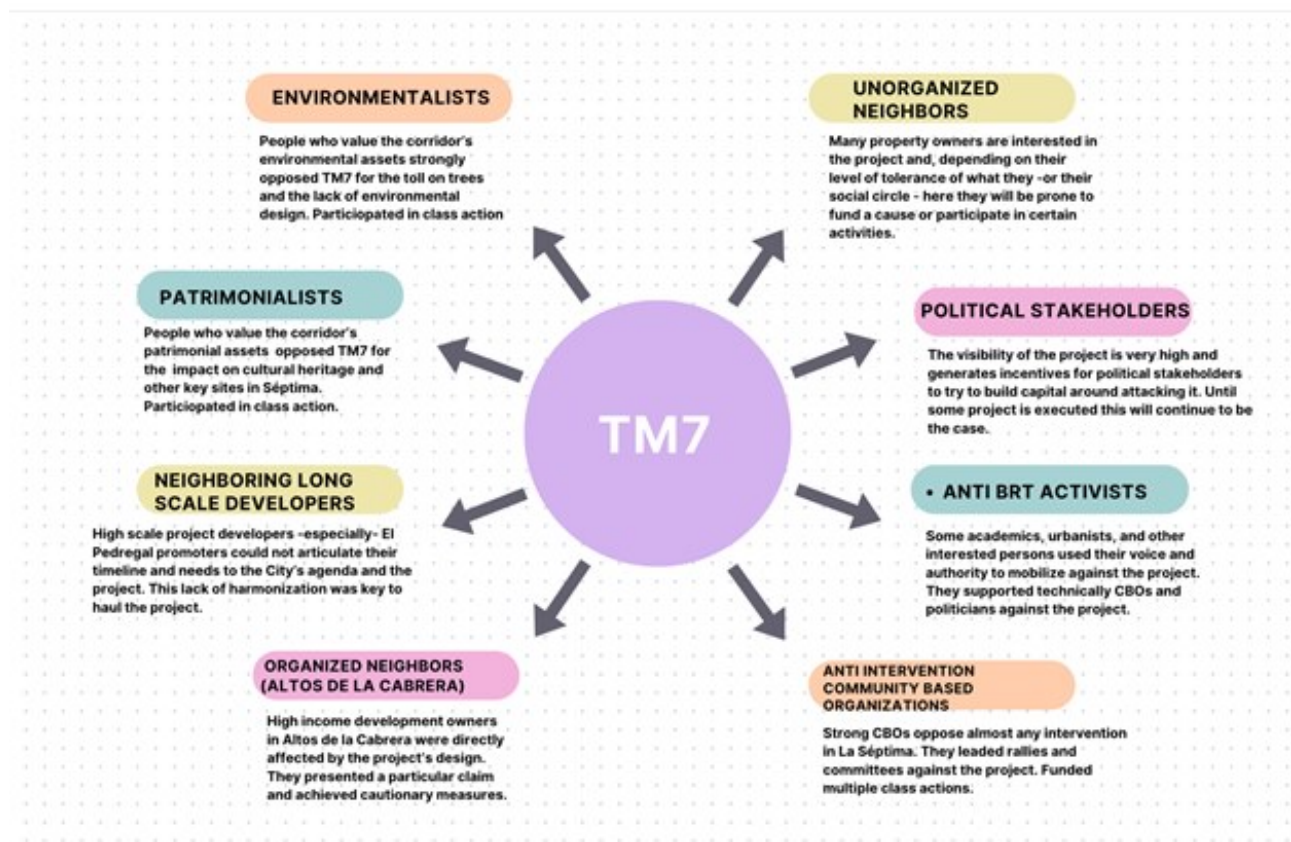 ENVIRONMENTALISTS
People who value the corridor's
environmental assets strongly
opposed TM7 for the toll on trees
and the lack of environmental
design. Particiopated in class action
UNORGANIZED
NEIGHBORS
Many property owners are interested in
the project and, depending on their
level of tolerance of what they -or their
social circle - here they will be prone to
fund a cause or participate in certain
activities.
PATRIMONIALISTS
People who value the corridor's
patrimonial assets opposed TM7 for
the impact on cultural heritage and
other key sites in Séptima.
Particiopated in class action.
POLITICAL STAKEHOLDERS
The visibility of the project is very high and
generates incentives for political stakeholders
to try to build capital around attacking it. Until
some project is executed this will continue to be
the case.
TM7
NEIGHBORING LONG
SCALE DEVELOPERS
High scale project developers -especially- El
Pedregal promoters could not articulate their
timeline and needs to the City's agenda and the
project. This lack of harmonization was key to
haul the project.
• ANTI BRT ACTIVISTS
Some academics, urbanists, and other
interested persons used their voice and
authority to mobilize against the project.
They supported technically CBOs and
politicians against the project.
ORGANIZED NEIGHBORS
(ALTOS DE LA CABRERA)
High income development owners
in Altos de la Cabrera were directly
affected by the project's design.
They presented a particular claim
and achieved cautionary measures.
ANTI INTERVENTION
COMMUNITY BASED
ORGANIZATIONS
Strong CBOs oppose almost any intervention
in La Séptima. They leaded rallies and
committees against the project. Funded
multiple class actions.